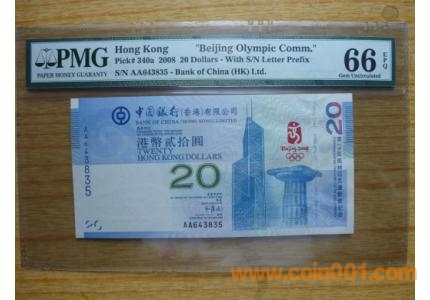 PMG
PAPER MONEY GUARANTY
Hong Kong "Beijing Olympic Comm."
Pick# 340a 2008 20 Dollars - With S/N Letter Prefix
S/N AA643835 - Bank of China (HK) Ltd.
66 EPQ
Gem Uncirculated
中國銀行(香港)有限公司
BANK OF CHINA (HONG KONG) LIMITED
港幣貳拾圓
TWENTY
HONG KONG DOLLARS
20
AA643835
Beijing 2008
20
AA643835
www.coin001.com